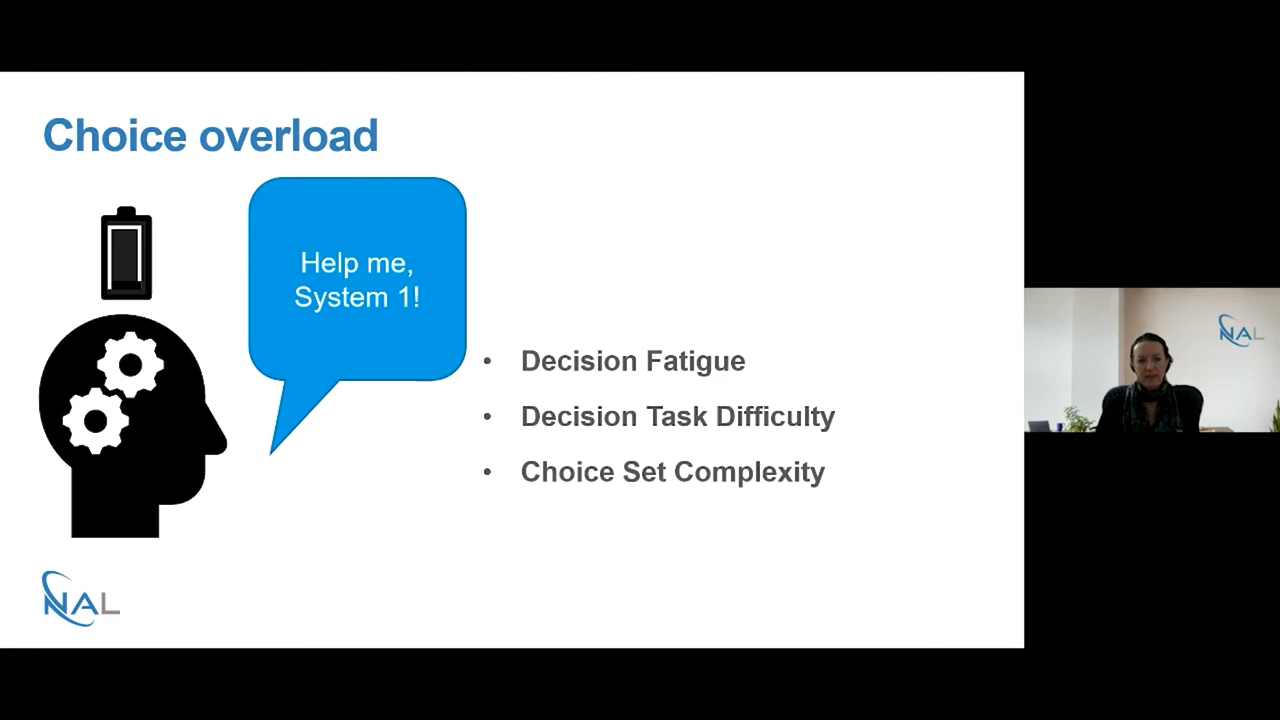 Choice overload
Help me,
System 1!
• Decision Fatigue
• Decision Task Difficulty
• Choice Set Complexity
NAL
NAL